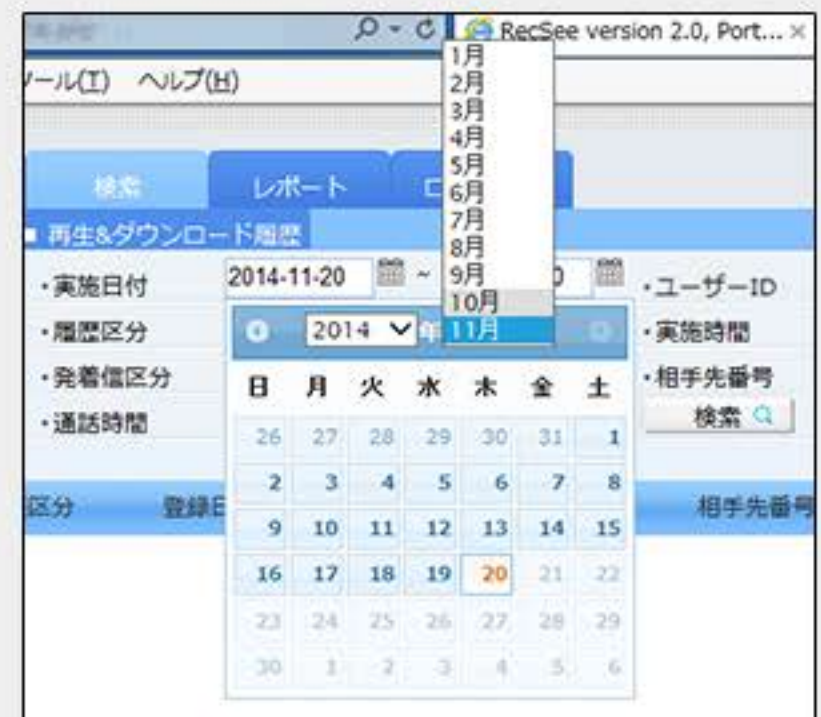 RecSee version 2.0, Port... ×
ール(T) ヘルプ(H)
1月
2月
3月
4月
5月
6月
7月
8月
9月
10月
11月
検索 レポート
■ 再生&ダウンロード履歴
・実施日付 2014-11-20 ~ 0 ・ユーザーID
・履歴区分 2014 年 ・実施時間
・発着信区分 ・相手先番号
・通話時間 検索
日 月 火 水 木 金 土
26 27 28 29 30 31 1
2 3 4 5 6 7 8
9 10 11 12 13 14 15
16 17 18 19 20 21 22
23 24 25 26 27 28 29
30 1 2 3 4 5 6
区分 登録日 相手先番号